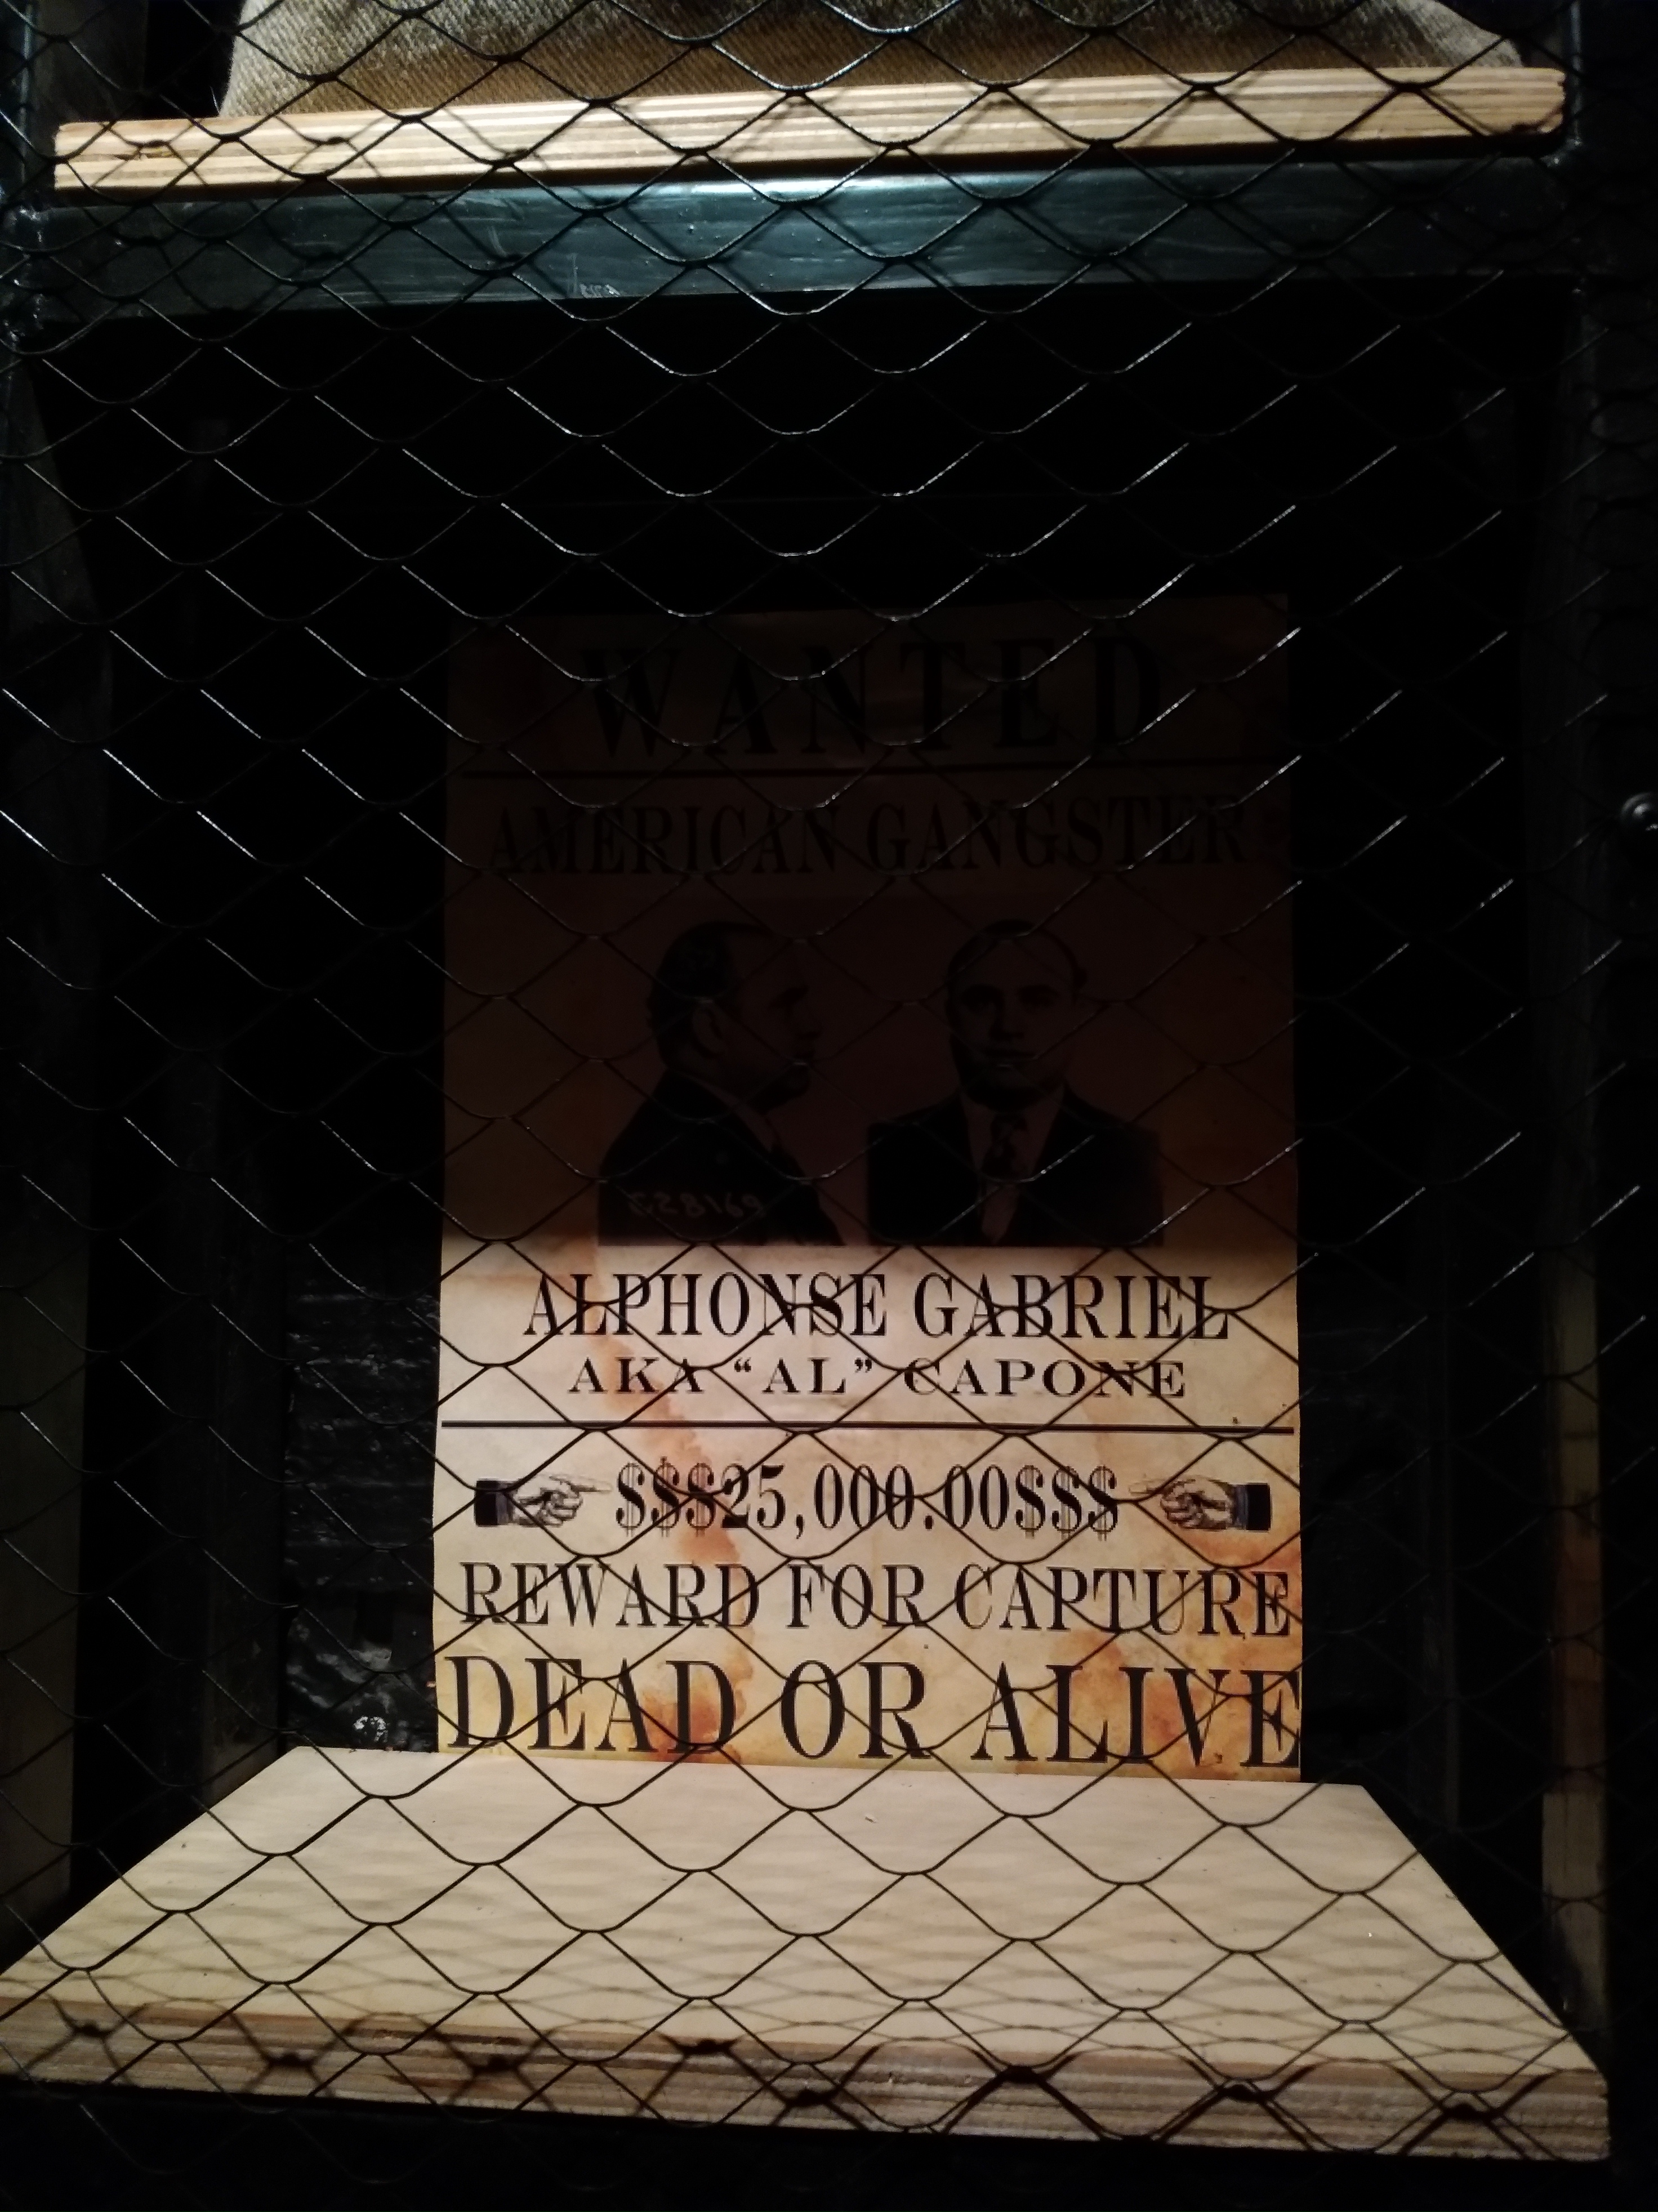 WANTED
AMERICAN GANGSTER
ALPHONSE GABRIEL
AKA “AL” CAPONE
$$$25,000.00$$$
REWARD FOR CAPTURE
DEAD OR ALIVE